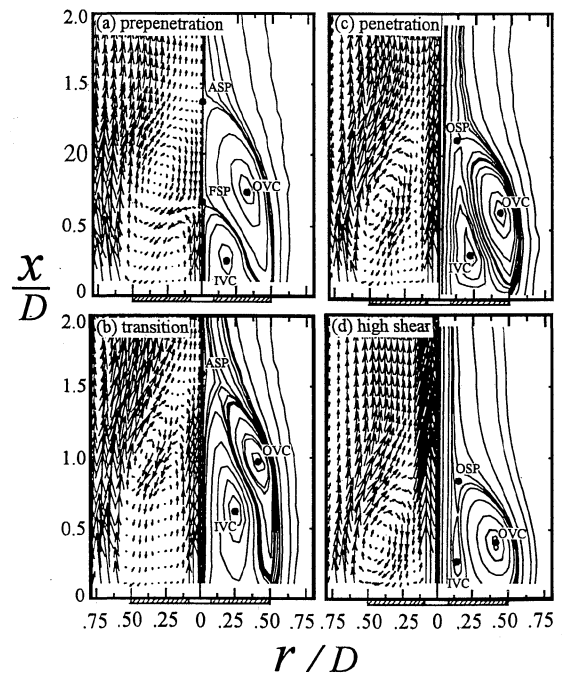 2.0
(a) prepenetration
(c) penetration
1.5
ASP
OSP
20
FSP
OVC
OVC
0.5
IVC
IVC
0
x
D
2.0
(b) transition
(d) high shear
1.5
ASP
1.0
OVC
OSP
0.5
IVC
OVC
IVC
0
.75 .50 .25 0 .25 .50 .75 .50 .25 0 .25 .50 .75
r / D